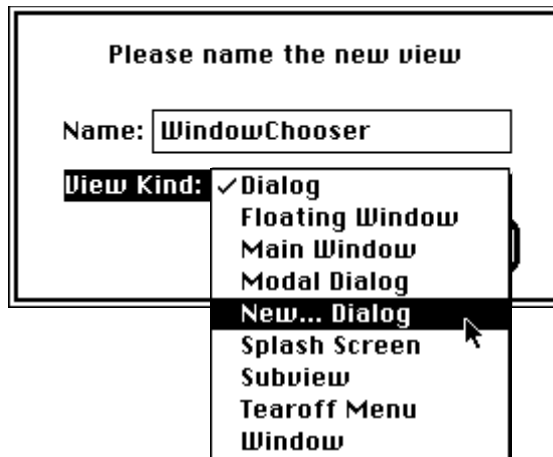 Please name the new view
Name: WindowChooser
View Kind: ✓Dialog
Floating Window
Main Window
Modal Dialog
New... Dialog
Splash Screen
Subview
Tearoff Menu
Window